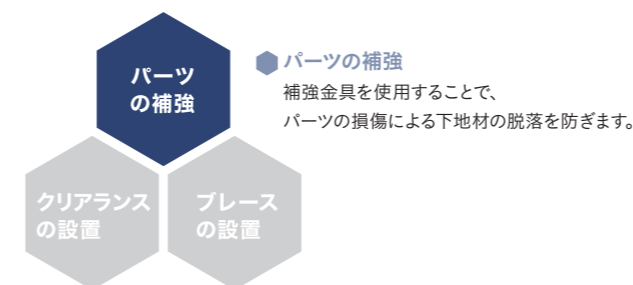 パーツ
の補強
パーツの補強
補強金具を使用することで、
パーツの損傷による下地材の脱落を防ぎます。
クリアランス
の設置
ブレース
の設置